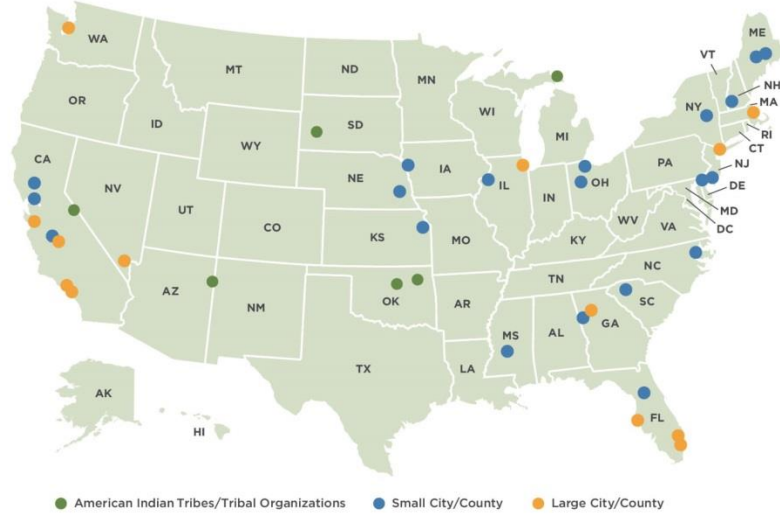 WA
MT
ND
MN
OR
ID
SD
WI
MI
WY
NE
IA
CA
NV
UT
CO
KS
MO
IL
IN
OH
PA
NY
VT
ME
NH
MA
RI
CT
NJ
DE
MD
DC
WV
VA
KY
NC
TN
SC
AZ
NM
OK
AR
TX
LA
MS
AL
GA
FL
AK
HI
American Indian Tribes/Tribal Organizations
Small City/County
Large City/County